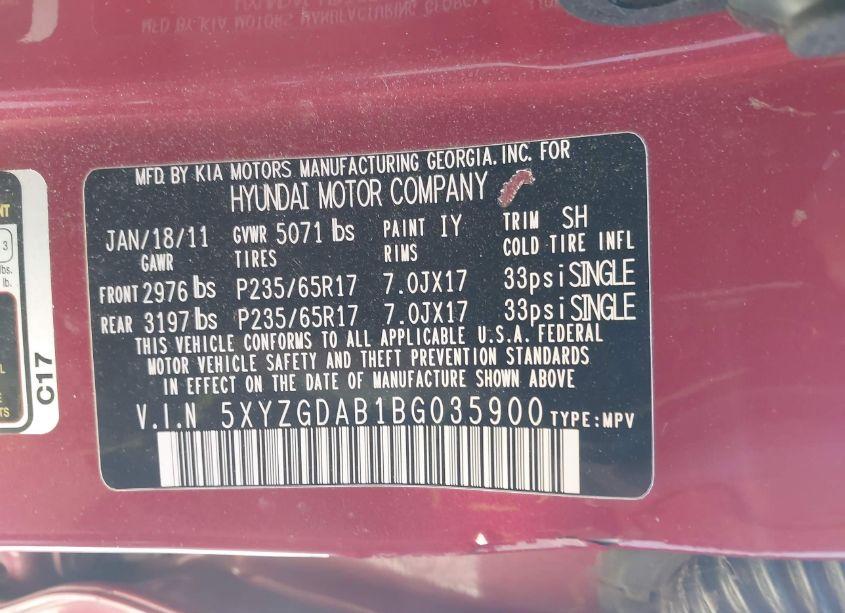 MFD. BY KIA MOTORS MANUFACTURING GEORGIA. INC. FOR
HYUNDAI MOTOR COMPANY
JAN/18/11 GVWR 5071 lbs PAINT IY TRIM SH
GAWR TIRES RIMS COLD TIRE INFL
FRONT 2976 lbs P235/65R17 7.0JX17 33psi SINGLE
REAR 3197 lbs P235/65R17 7.0JX17 33psi SINGLE
THIS VEHICLE CONFORMS TO ALL APPLICABLE U.S.A. FEDERAL
MOTOR VEHICLE SAFETY AND THEFT PREVENTION STANDARDS
IN EFFECT ON THE DATE OF MANUFACTURE SHOWN ABOVE
V.I.N 5XYZGDAB1BG035900 TYPE:MPV
3
lbs.
lb.
C17